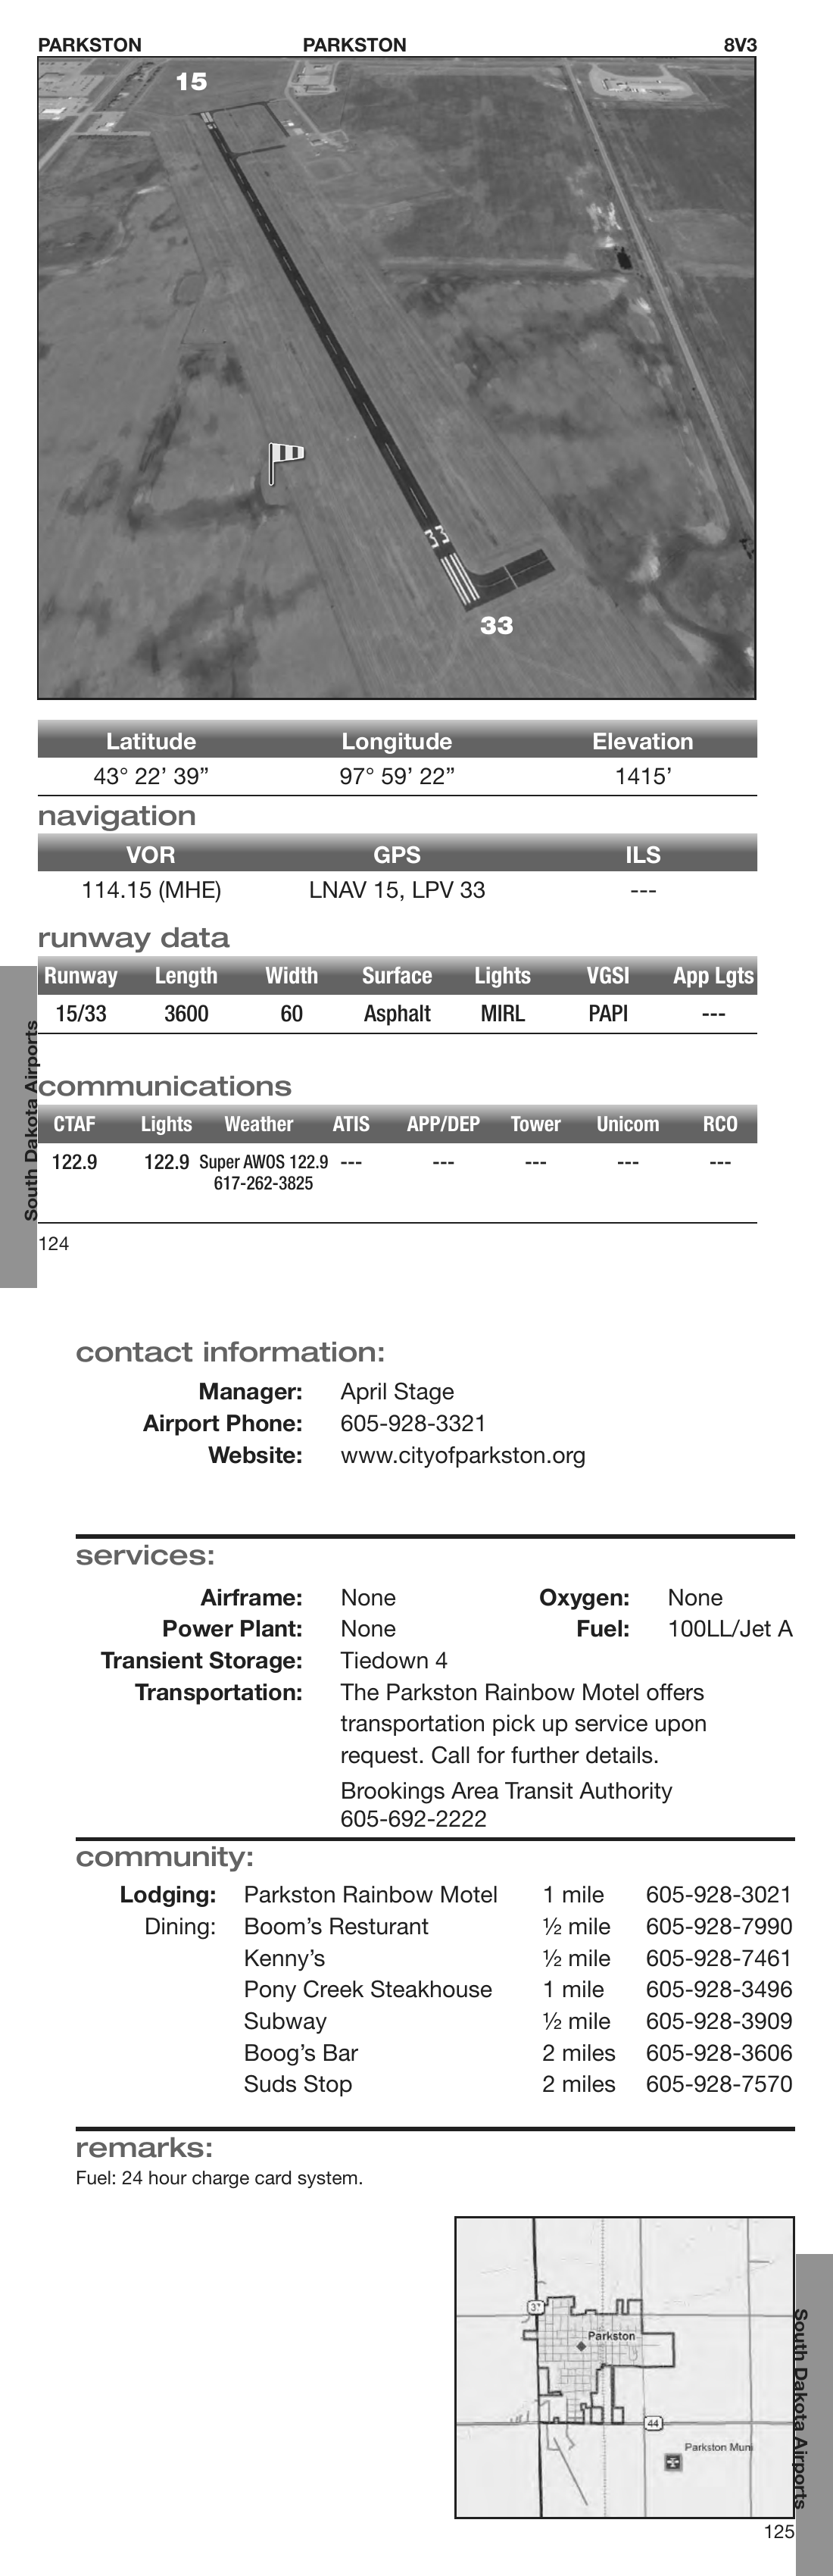 PARKSTON PARKSTON 8V3
15
33
33
Latitude Longitude Elevation
43° 22’ 39” 97° 59’ 22” 1415’
navigation
VOR GPS ILS
114.15 (MHE) LNAV 15, LPV 33 ---
runway data
Runway Length Width Surface Lights VGSI App Lgts
15/33 3600 60 Asphalt MIRL PAPI ---
South Dakota Airports
communications
CTAF Lights Weather ATIS APP/DEP Tower Unicom RCO
122.9 122.9 Super AWOS 122.9 --- --- --- --- ---
617-262-3825
124
contact information:
Manager: April Stage
Airport Phone: 605-928-3321
Website: www.cityofparkston.org
services:
Airframe: None Oxygen: None
Power Plant: None Fuel: 100LL/Jet A
Transient Storage: Tiedown 4
Transportation: The Parkston Rainbow Motel offers
transportation pick up service upon
request. Call for further details.
Brookings Area Transit Authority
605-692-2222
community:
Lodging: Parkston Rainbow Motel 1 mile 605-928-3021
Dining: Boom’s Resturant ½ mile 605-928-7990
Kenny’s ½ mile 605-928-7461
Pony Creek Steakhouse 1 mile 605-928-3496
Subway ½ mile 605-928-3909
Boog’s Bar 2 miles 605-928-3606
Suds Stop 2 miles 605-928-7570
remarks:
Fuel: 24 hour charge card system.
37
Parkston
44
Parkston Muni
South Dakota Airports
125